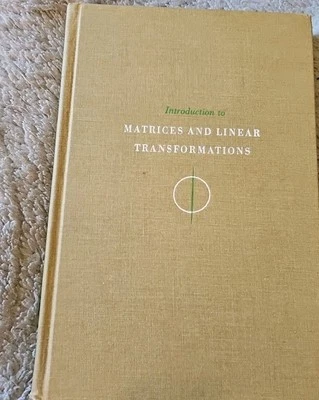 Introduction to
MATRICES AND LINEAR
TRANSFORMATIONS